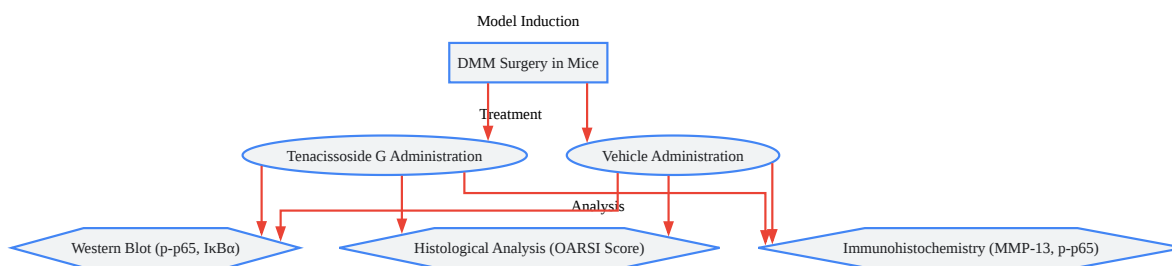 Model Induction
DMM Surgery in Mice
Treatment
Tenacissoside G Administration
Vehicle Administration
Analysis
Western Blot (p-p65, IκBα)
Histological Analysis (OARSI Score)
Immunohistochemistry (MMP-13, p-p65)